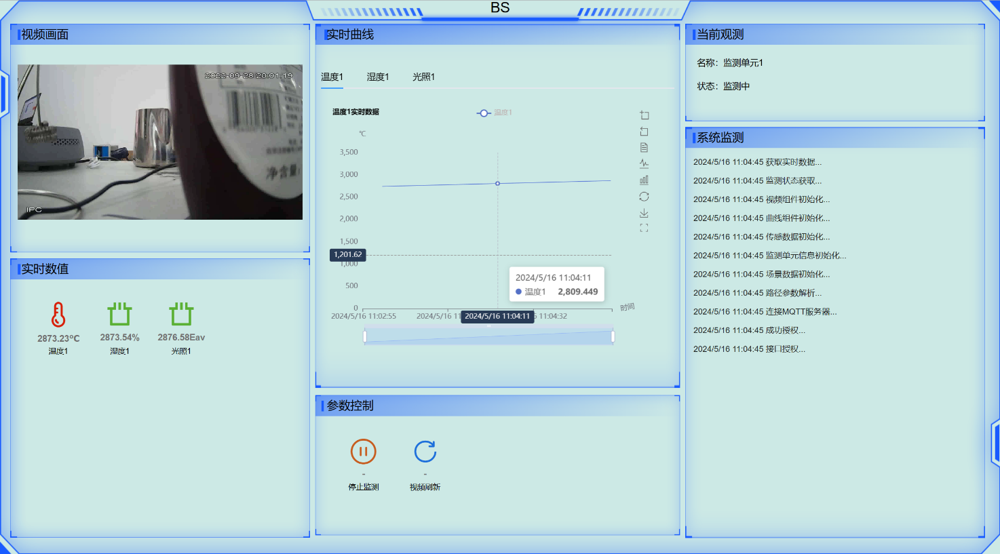 BS
视频画面
2022-09-28 20:01:19
净含量:
IPC
实时数值
2873.23°C
温度1
2873.54%
湿度1
2876.58Eav
光照1
实时曲线
温度1 湿度1 光照1
温度1实时数据
温度1
℃
3,500
3,000
2,500
2,000
1,500
1,201.62
1,000
500
0
2024/5/16 11:04:11
温度1 2,809.449
时间
2024/5/16 11:02:55
2024/5/16 11
2024/5/16 11:04:11
5 11:04:32
参数控制
-
停止监测
-
视频刷新
当前观测
名称：监测单元1
状态：监测中
系统监测
2024/5/16 11:04:45 获取实时数据...
2024/5/16 11:04:45 监测状态获取...
2024/5/16 11:04:45 视频组件初始化...
2024/5/16 11:04:45 曲线组件初始化...
2024/5/16 11:04:45 传感数据初始化...
2024/5/16 11:04:45 监测单元信息初始化...
2024/5/16 11:04:45 场景数据初始化...
2024/5/16 11:04:45 路径参数解析...
2024/5/16 11:04:45 连接MQTT服务器...
2024/5/16 11:04:45 成功授权...
2024/5/16 11:04:45 接口授权...